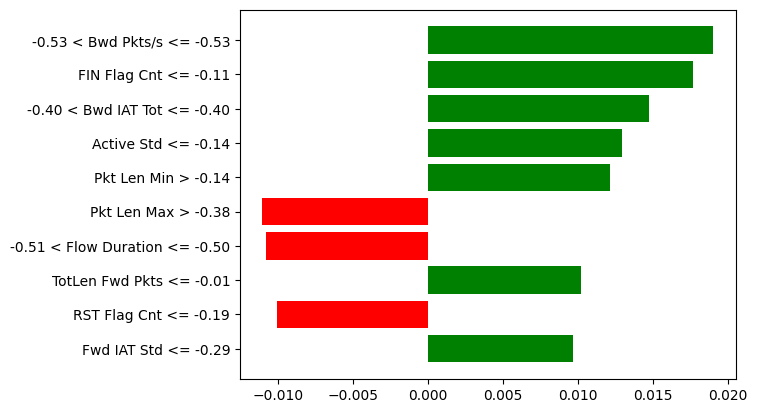 -0.53 < Bwd Pkts/s <= -0.53
FIN Flag Cnt <= -0.11
-0.40 < Bwd IAT Tot <= -0.40
Active Std <= -0.14
Pkt Len Min > -0.14
Pkt Len Max > -0.38
-0.51 < Flow Duration <= -0.50
TotLen Fwd Pkts <= -0.01
RST Flag Cnt <= -0.19
Fwd IAT Std <= -0.29
−0.010 −0.005 0.000 0.005 0.010 0.015 0.020